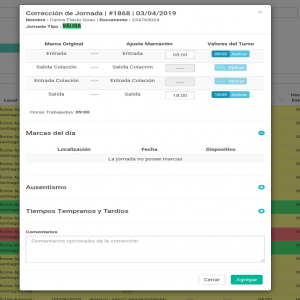 Corrección de Jornada | #1868 | 03/04/2019
Nombre : Carlos Flavin Girao | Documento : 234763024
Jornada Tipo : VÁLIDA
Marca Original Ajuste Marcación Valores del Turno
Entrada --:-- Entrada 08:00 08:00 Aplicar
Salida Colación --:-- Salida Colación --:-- Aplicar
Entrada Colación --:-- Entrada Colación --:-- Aplicar
Salida --:-- Salida 18:00 18:00 Aplicar
Horas Trabajadas: 09:00
Marcas del día
Localización Fecha Dispositivo
La jornada no posee marcas
Ausentismo
Tiempos Tempranos y Tardíos
Comentarios
Comentarios opcionales de la corrección
Cerrar Agregar